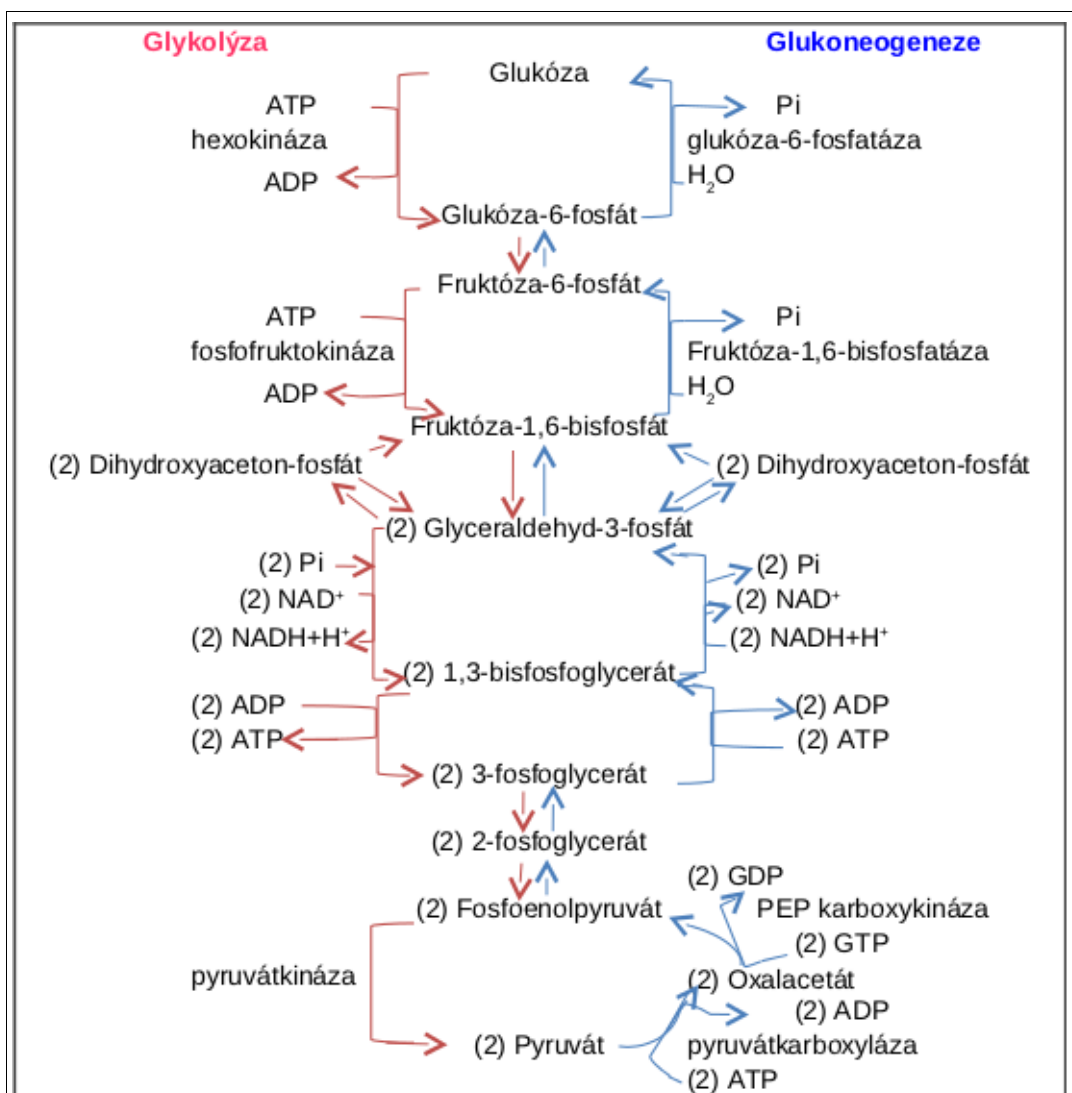 Glykolýza Glukoneogeneze
Glukóza
ATP Pi
hexokináza glukóza-6-fosfatáza
ADP H₂O
Glukóza-6-fosfát
Fruktóza-6-fosfát
ATP Pi
fosfofruktokináza Fruktóza-1,6-bisfosfatáza
ADP H₂O
Fruktóza-1,6-bisfosfát
(2) Dihydroxyaceton-fosfát (2) Dihydroxyaceton-fosfát
(2) Glyceraldehyd-3-fosfát
(2) Pi (2) Pi
(2) NAD⁺ (2) NAD⁺
(2) NADH+H⁺ (2) NADH+H⁺
(2) 1,3-bisfosfoglycerát
(2) ADP (2) ADP
(2) ATP (2) ATP
(2) 3-fosfoglycerát
(2) 2-fosfoglycerát
(2) GDP
(2) Fosfoenolpyruvát PEP karboxykináza
(2) GTP
pyruvátkináza (2) Oxalacetát
(2) ADP
(2) Pyruvát pyruvátkarboxyláza
(2) ATP